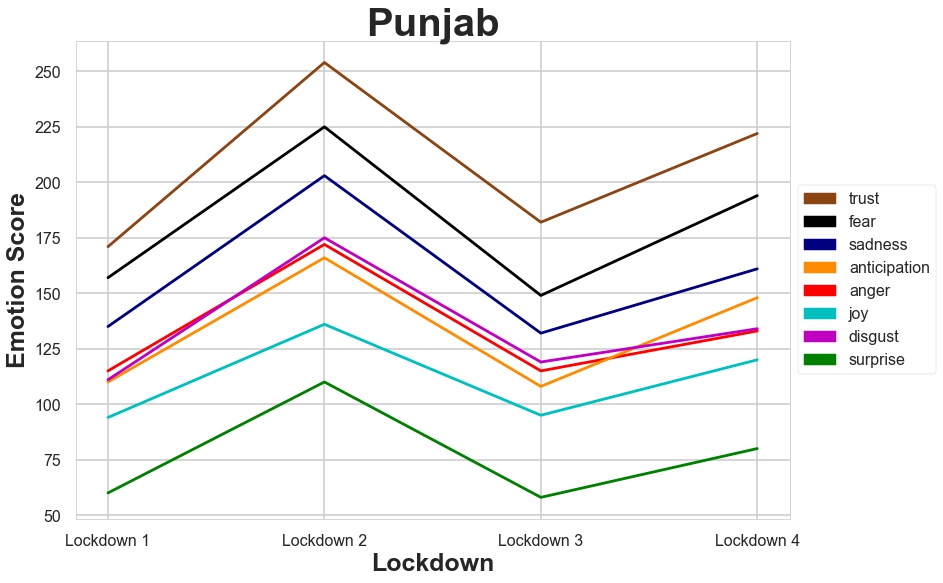 Punjab
Emotion Score
250
225
200
175
150
125
100
75
50
Lockdown 1
Lockdown 2
Lockdown 3
Lockdown 4
Lockdown
trust
fear
sadness
anticipation
anger
joy
disgust
surprise